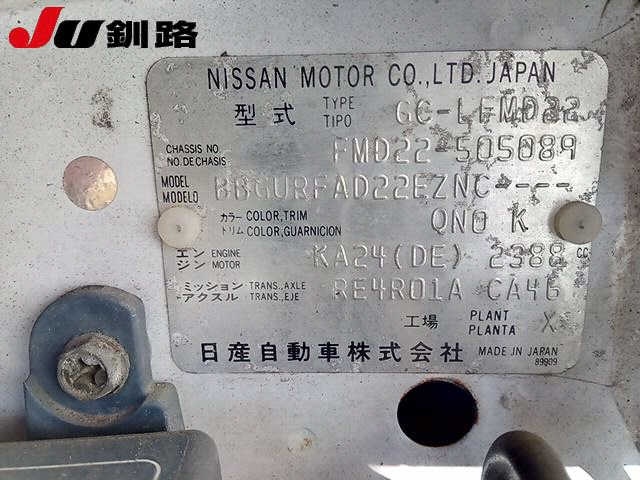 JU釧路
NISSAN MOTOR CO.,LTD.JAPAN
型式 TYPE TIPO GC-LFMD22
CHASSIS NO. NO.DE CHASIS FMD22-505089
MODEL MODELO BBGURFAD22EZNC----
カラー COLOR,TRIM トリム COLOR,GUARNICION QN0 K
エンジン ENGINE MOTOR KA24(DE) 2388 CC
ミッション TRANS.,AXLE アクスル TRANS.,EJE RE4R01A CA46
工場 PLANT PLANTA X
日産自動車株式会社 MADE IN JAPAN
89909